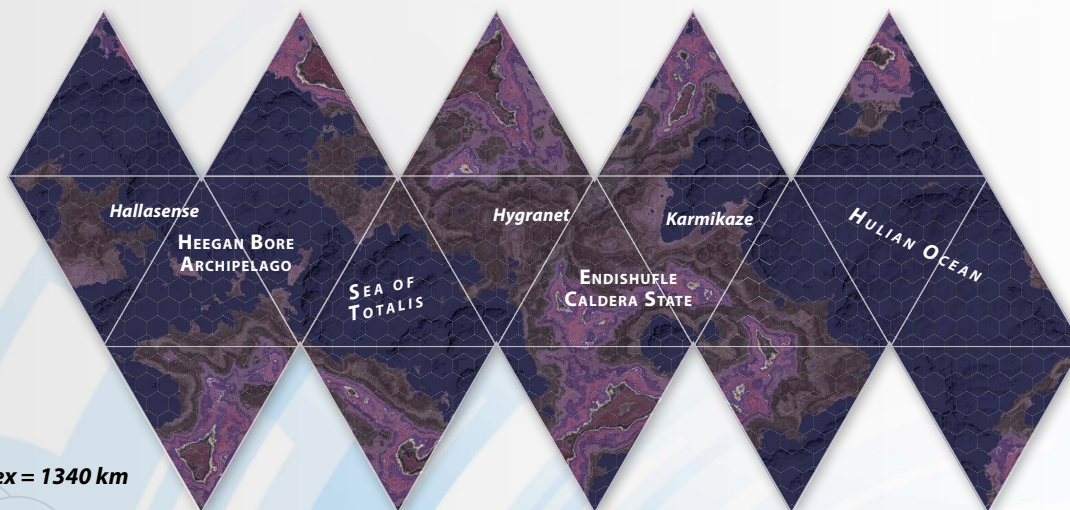 Hallasense
Hygranet
Karmikaze
Hulian Ocean
Heegan Bore
Archipelago
Sea of
Totalis
Endishufle
Caldera State
ex = 1340 km